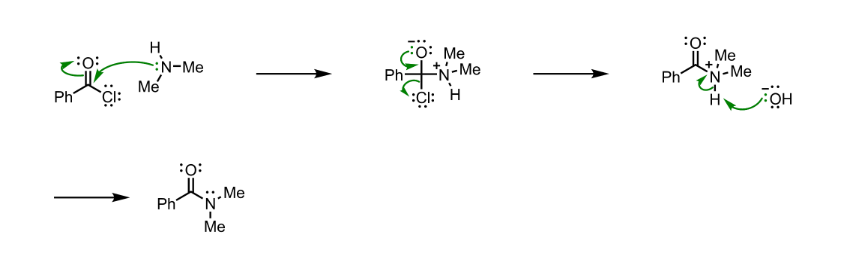 :O: H :N–Me Me
Ph Cl:
–:O: Me
Ph +N–Me
H
:Cl:
:O: Me
Ph +N–Me
H –:OH
:O:
Ph N Me
Me